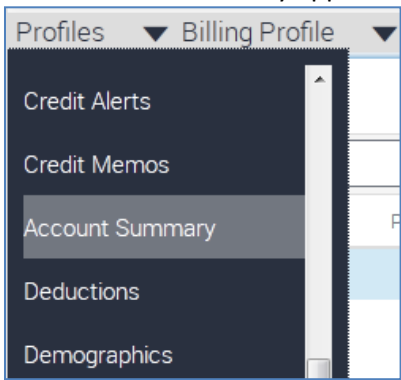 Profiles ▼ Billing Profile ▼
Credit Alerts
Credit Memos
Account Summary
Deductions
Demographics